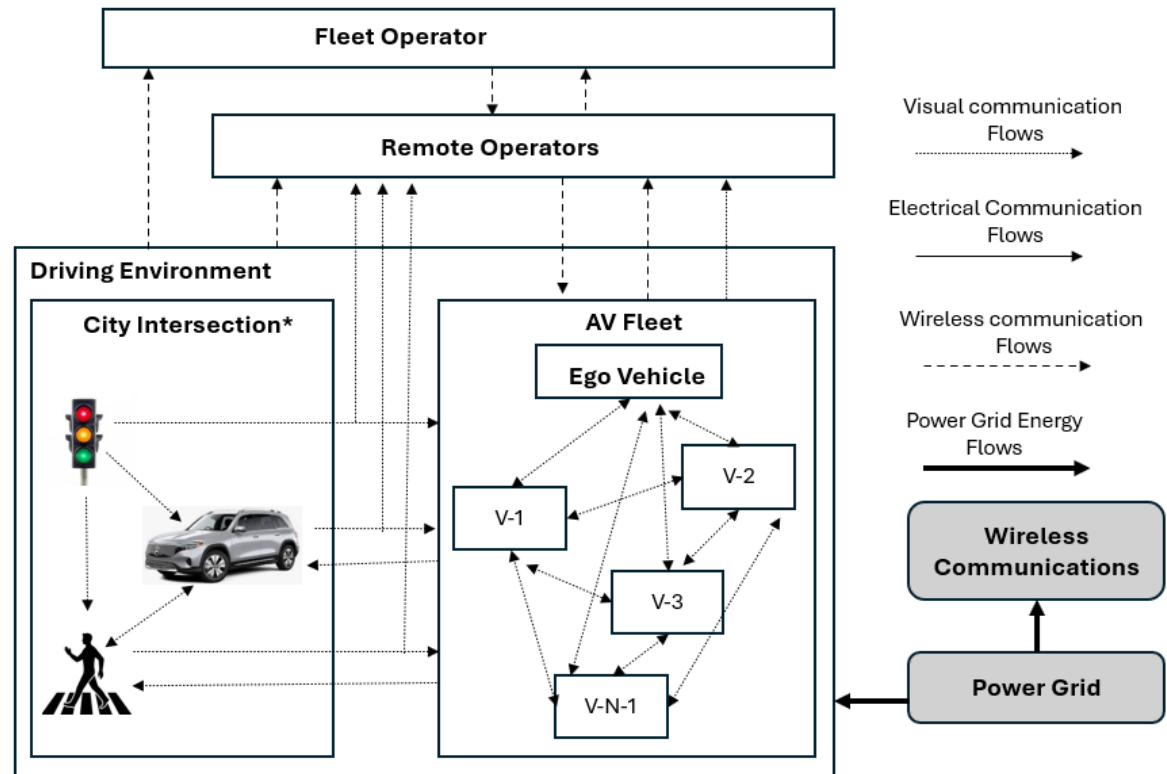 Fleet Operator
Remote Operators
Visual communication
Flows
Electrical Communication
Flows
Wireless communication
Flows
Power Grid Energy
Flows
Driving Environment
City Intersection*
AV Fleet
Ego Vehicle
V-1
V-2
V-3
V-N-1
Wireless
Communications
Power Grid